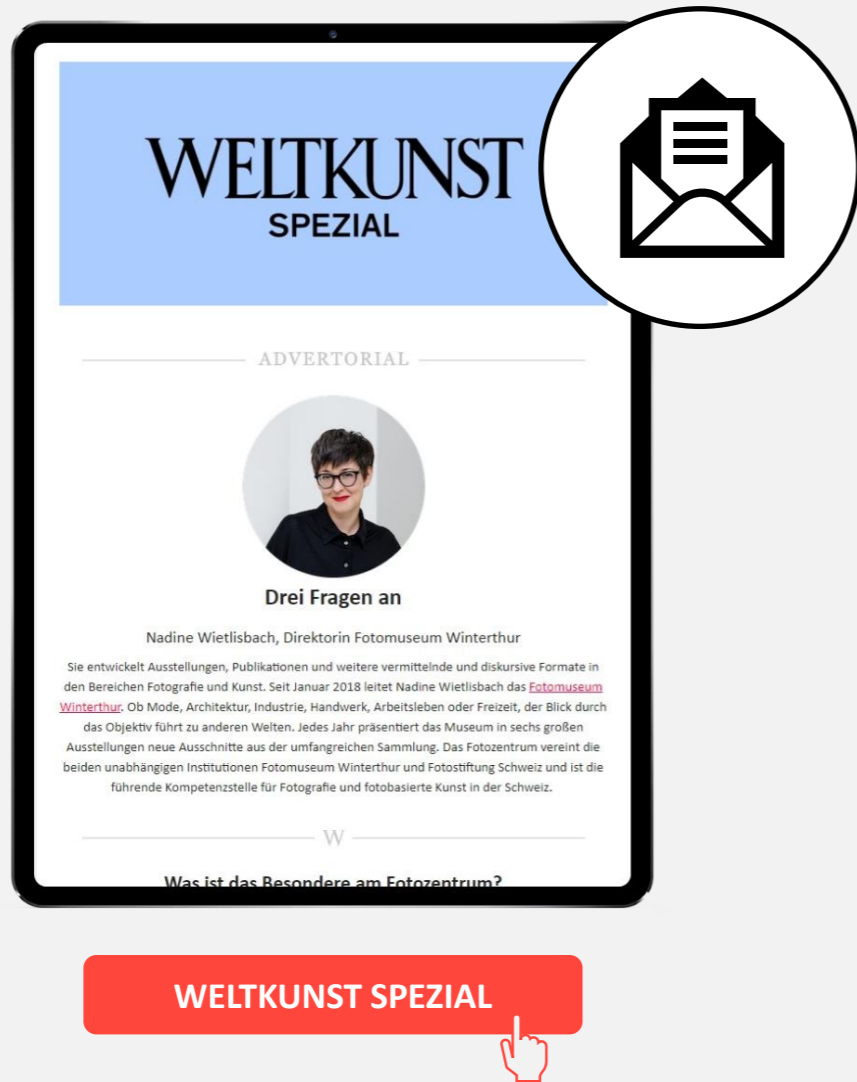 WELTKUNST
SPEZIAL
ADVERTORIAL
Drei Fragen an
Nadine Wietlisbach, Direktorin Fotomuseum Winterthur
Sie entwickelt Ausstellungen, Publikationen und weitere vermittelnde und diskursive Formate in
den Bereichen Fotografie und Kunst. Seit Januar 2018 leitet Nadine Wietlisbach das Fotomuseum
Winterthur. Ob Mode, Architektur, Industrie, Handwerk, Arbeitsleben oder Freizeit, der Blick durch
das Objektiv führt zu anderen Welten. Jedes Jahr präsentiert das Museum in sechs großen
Ausstellungen neue Ausschnitte aus der umfangreichen Sammlung. Das Fotozentrum vereint die
beiden unabhängigen Institutionen Fotomuseum Winterthur und Fotostiftung Schweiz und ist die
führende Kompetenzstelle für Fotografie und fotobasierte Kunst in der Schweiz.
W
Was ist das Besondere am Fotozentrum?
WELTKUNST SPEZIAL